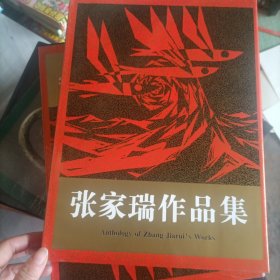 张家瑞作品集
Anthology of Zhang Jiarui's Works